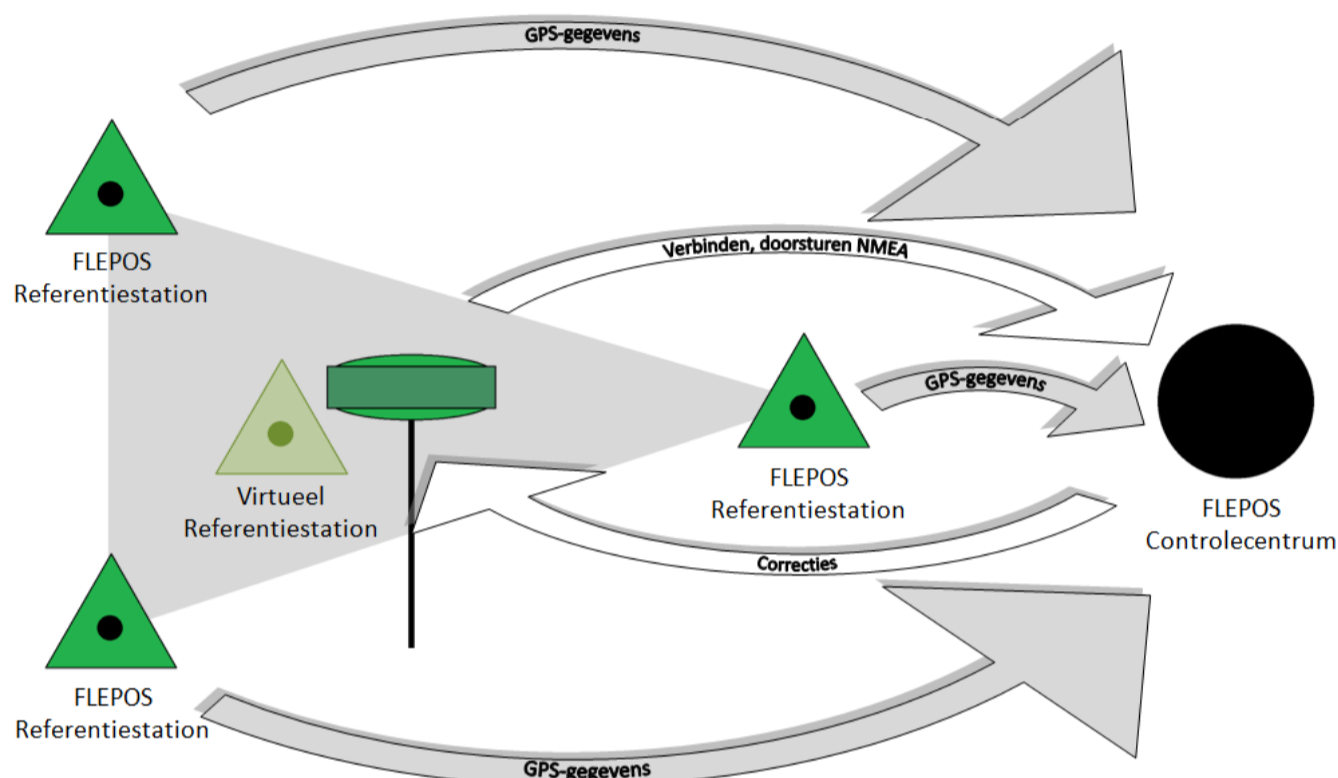 GPS-gegevens
FLEPOS
Referentiestation
Verbinden, doorsturen NMEA
GPS-gegevens
Virtueel
Referentiestation
FLEPOS
Referentiestation
FLEPOS
Controlecentrum
Correcties
FLEPOS
Referentiestation
GPS-gegevens